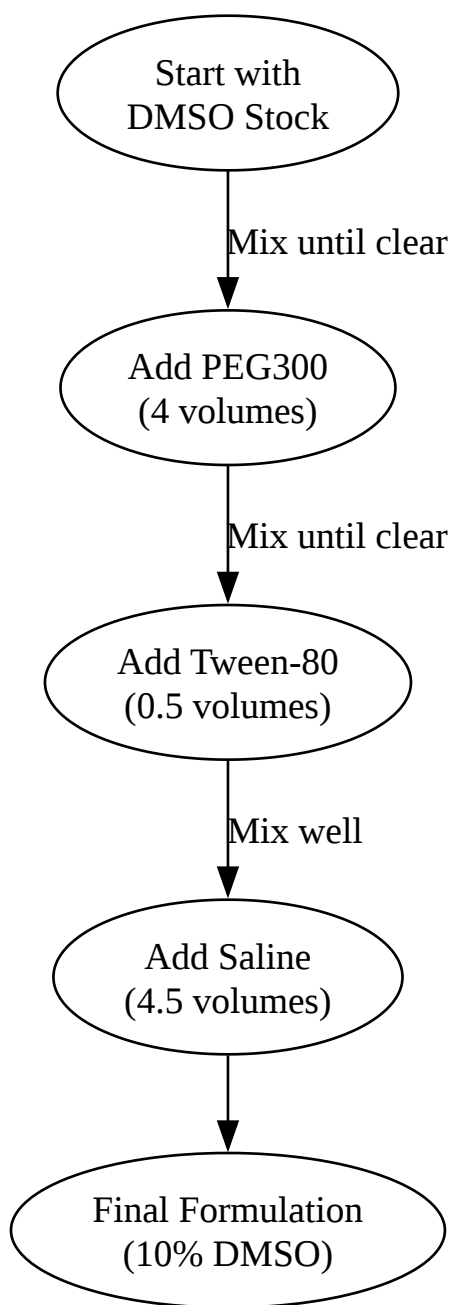 Start with
DMSO Stock
Mix until clear
Add PEG300
(4 volumes)
Mix until clear
Add Tween-80
(0.5 volumes)
Mix well
Add Saline
(4.5 volumes)
Final Formulation
(10% DMSO)